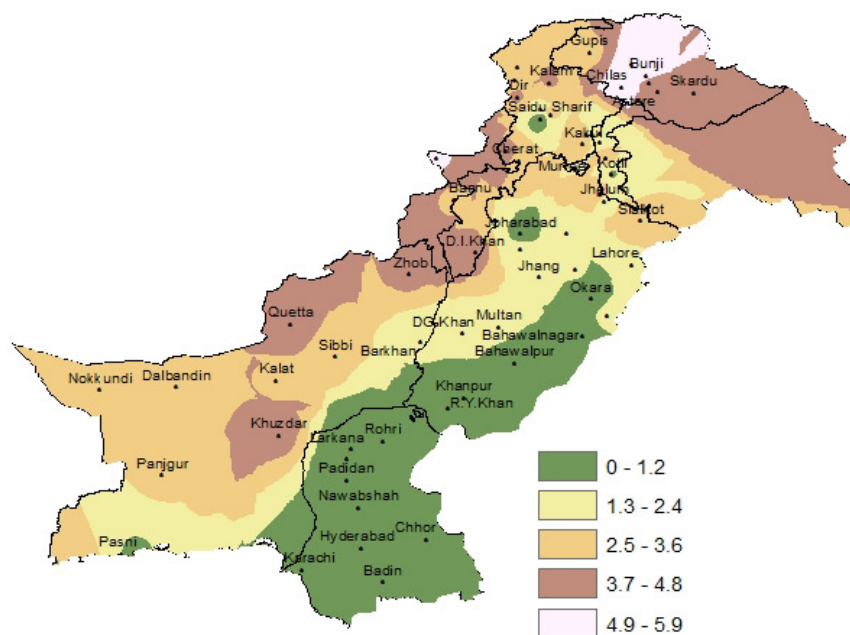 Gupis
Kalam
Bunji
Chilas
Skardu
Dir
Astore
Saidu Sharif
Kakul
Cherat
Kotli
Murree
Bannu
Jhelum
Sialkot
Joharabad
D.I.Khan
Lahore
Zhob
Jhang
Okara
Quetta
DG.Khan
Multan
Sibbi
Barkhan
Bahawalnagar
Bahawalpur
Nokkundi
Dalbandin
Kalat
Khanpur
R.Y.Khan
Khuzdar
Rohri
Larkana
Panjgur
Padidan
Nawabshah
Chhor
Pasni
Hyderabad
Karachi
Badin
0 - 1.2
1.3 - 2.4
2.5 - 3.6
3.7 - 4.8
4.9 - 5.9